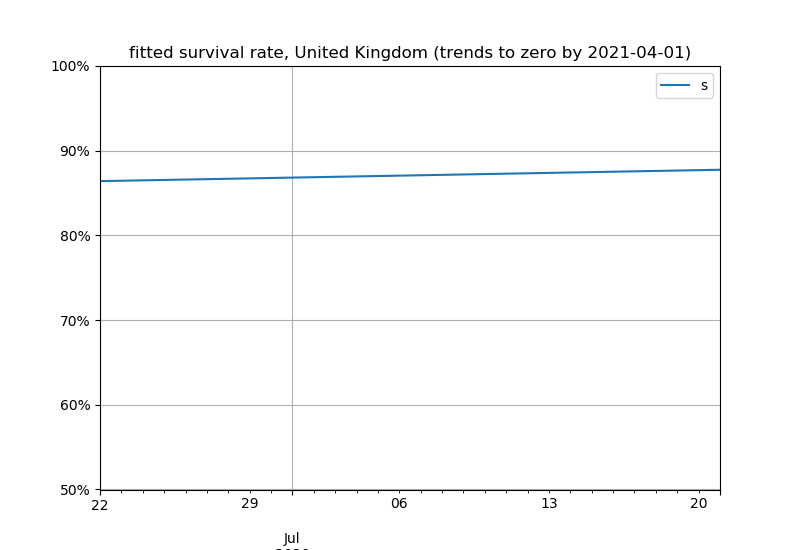 fitted survival rate, United Kingdom (trends to zero by 2021-04-01)
100%
s
90%
80%
70%
60%
50%
22 29 06 13 20
Jul